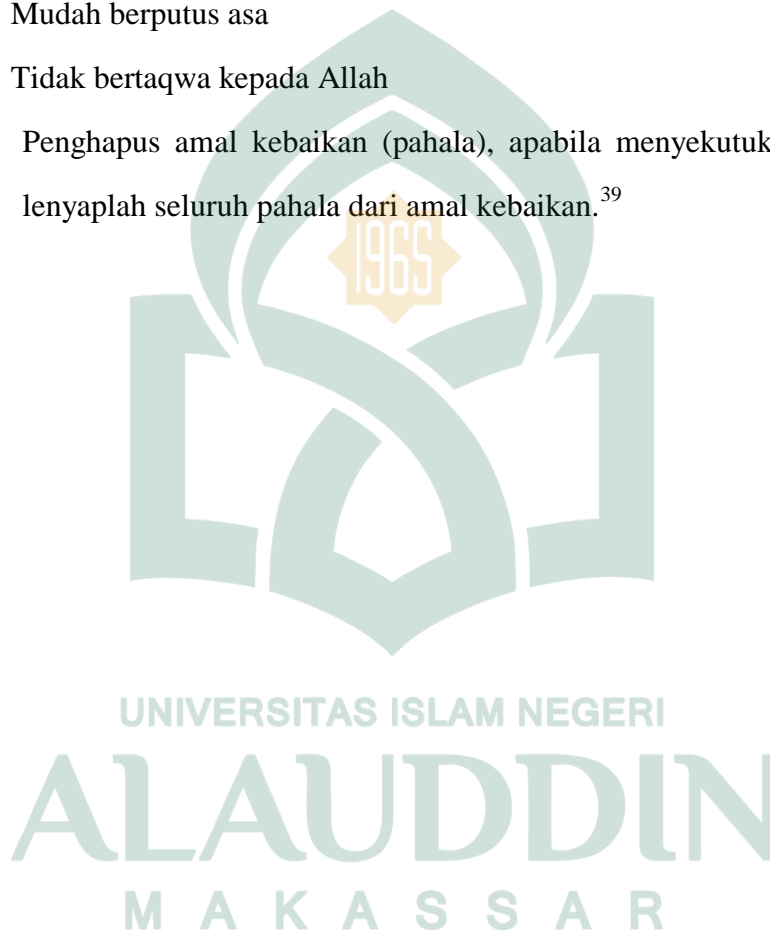 Mudah berputus asa
Tidak bertaqwa kepada Allah
Penghapus amal kebaikan (pahala), apabila menyekutuk
lenyaplah seluruh pahala dari amal kebaikan.39
1965
UNIVERSITAS ISLAM NEGERI
ALAUDDIN
MAKASSAR